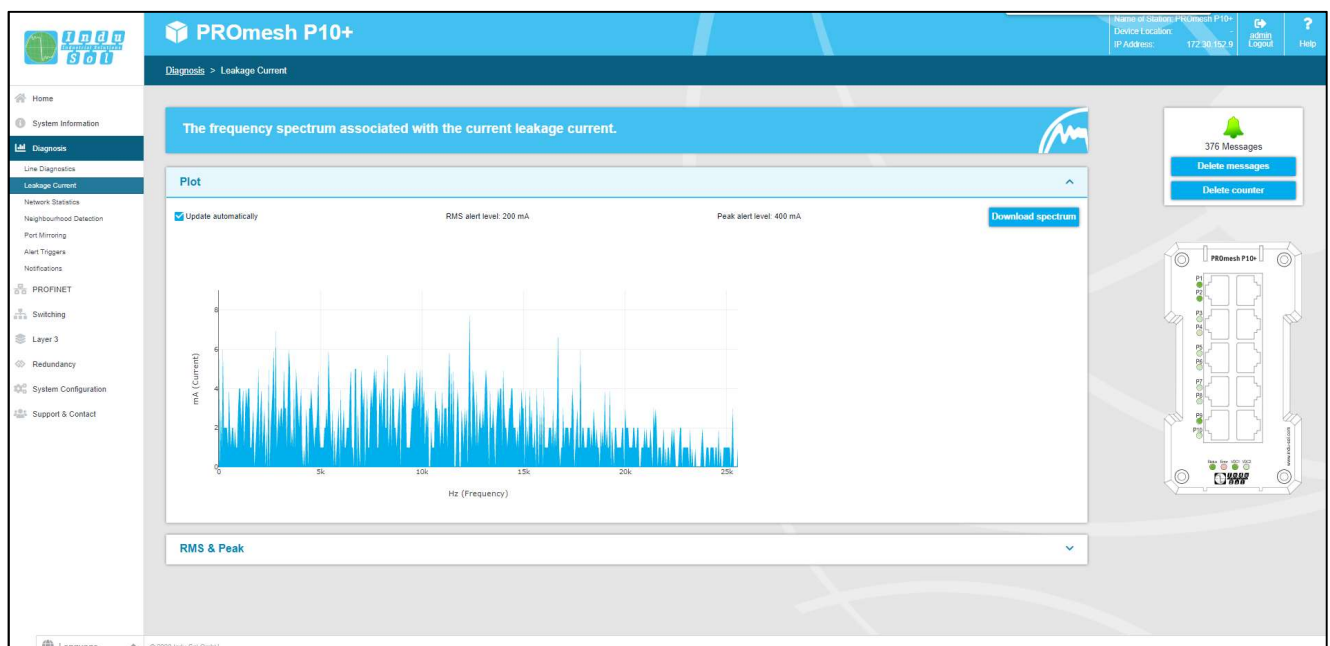 Indu
Industrial Solutions
Sol
PROmesh P10+
Name of Station: PROmesh P10+
Device Location: -
IP Address: 172.30.152.9
admin
Logout
?
Help
Diagnosis > Leakage Current
Home
System Information
Diagnosis
Line Diagnostics
Leakage Current
Network Statistics
Neighbourhood Detection
Port Mirroring
Alert Triggers
Notifications
PROFINET
Switching
Layer 3
Redundancy
System Configuration
Support & Contact
The frequency spectrum associated with the current leakage current.
Plot
Update automatically
RMS alert level: 200 mA
Peak alert level: 400 mA
Download spectrum
8
6
4
2
0
mA (Current)
0 5k 10k 15k 20k 25k
Hz (Frequency)
RMS & Peak
376 Messages
Delete messages
Delete counter
PROmesh P10+
P1
P2
P3
P4
P5
P6
P7
P8
P9
P10
Language